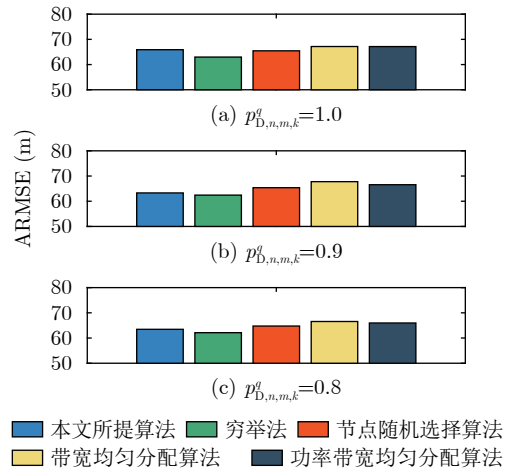 80
70
60
50
(a) p^q_{D,n,m,k}=1.0
ARMSE (m)
80
70
60
50
(b) p^q_{D,n,m,k}=0.9
80
70
60
50
(c) p^q_{D,n,m,k}=0.8
本文所提算法 穷举法 节点随机选择算法
带宽均匀分配算法 功率带宽均匀分配算法